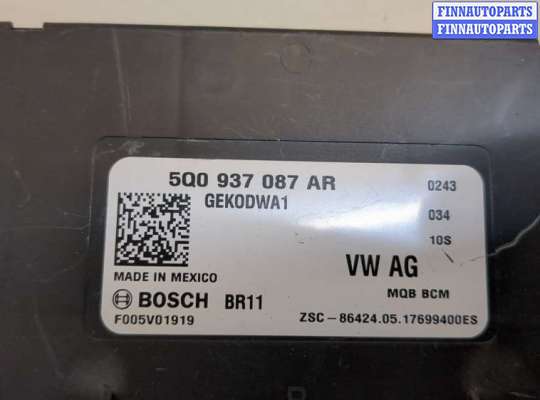 FINNAUTOPARTS
FINNAUTOPARTS
5Q0 937 087 AR
GEKODWA1
0243
034
10S
MADE IN MEXICO
VW AG
BOSCH BR11
MQB BCM
F005V01919
ZSC-86424.05.17699400ES